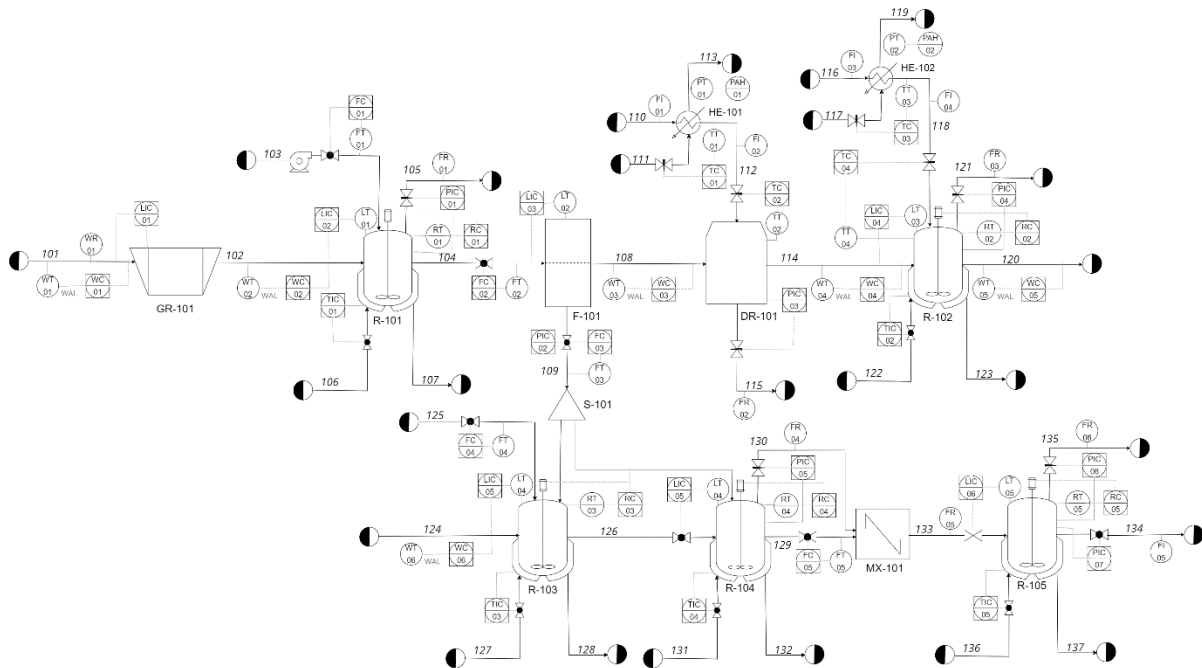 119
FI
03
PT
02
PAH
02
116
HE-102
113
FI
01
PT
01
PAH
01
TT
03
FI
04
110
HE-101
117
TC
03
118
FC
01
FT
01
TT
01
FI
02
103
111
112
TC
01
TC
04
121
FR
03
105
FR
01
LIC
03
LT
02
TC
02
PIC
04
PIC
01
LIC
02
LT
01
LIC
04
LT
03
LIC
01
TT
02
RT
01
RC
01
TT
04
RT
02
RC
02
101
WR
01
102
104
108
114
120
WT
01
WAL
WC
01
WT
02
WAL
WC
02
FC
02
FT
02
WT
03
WAL
WC
03
WT
04
WAL
WC
04
WT
05
WAL
WC
05
GR-101
TIC
01
R-101
F-101
DR-101
PIC
03
TIC
02
R-102
PIC
02
FC
03
109
FT
03
106
107
115
122
123
FR
02
S-101
125
FC
04
FT
04
130
FR
04
135
FR
06
LIC
05
LT
04
LIC
05
LT
04
PIC
05
LIC
06
LT
05
PIC
06
RT
03
RC
03
RT
04
RC
04
RT
05
RC
05
124
126
129
133
FR
05
134
WT
06
WAL
WC
06
FC
05
FT
05
MX-101
PIC
07
FI
05
TIC
03
R-103
TIC
04
R-104
TIC
05
R-105
127
128
131
132
136
137